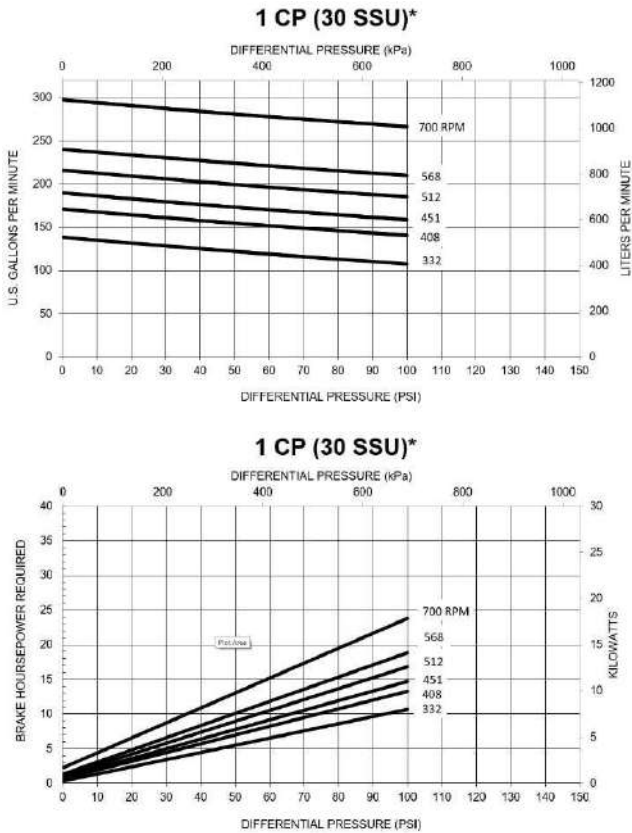 1 CP (30 SSU)*
DIFFERENTIAL PRESSURE (kPa)
0 200 400 600 800 1000
300 250 200 150 100 50 0
U.S. GALLONS PER MINUTE
1200 1000 800 600 400 200 0
LITERS PER MINUTE
700 RPM
568
512
451
408
332
0 10 20 30 40 50 60 70 80 90 100 110 120 130 140 150
DIFFERENTIAL PRESSURE (PSI)
1 CP (30 SSU)*
DIFFERENTIAL PRESSURE (kPa)
0 200 400 600 800 1000
40 35 30 25 20 15 10 5 0
BRAKE HOURSEPOWER REQUIRED
30 25 20 15 10 5 0
KILOWATTS
700 RPM
568
Plot Area
512
451
408
332
0 10 20 30 40 50 60 70 80 90 100 110 120 130 140 150
DIFFERENTIAL PRESSURE (PSI)